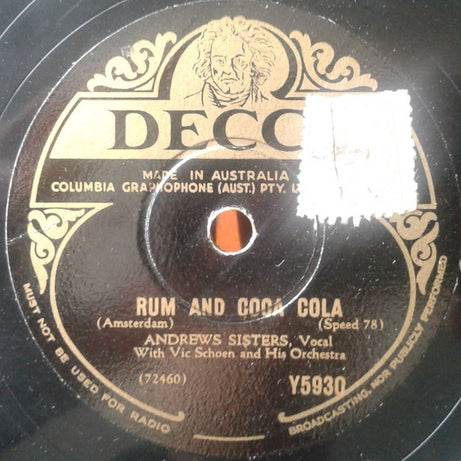 DECC
MADE IN AUSTRALIA
COLUMBIA GRAPHOPHONE (AUST.) PTY.
RUM AND COCA COLA
(Amsterdam) (Speed 78)
ANDREWS SISTERS, Vocal
With Vic Schoen and His Orchestra
(72460) Y5930
MUST NOT BE USED FOR RADIO BROADCASTING, NOR PUBLICLY PERFORMED